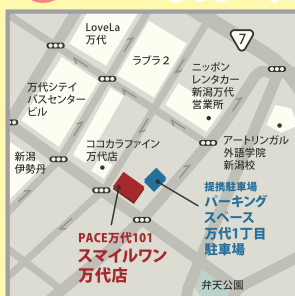 LoveLa
万代
7
ラブラ2
ニッポン
レンタカー
新潟万代
営業所
万代シテイ
バスセンター
ビル
ココカラファイン
万代店
アートリンガル
外語学院
新潟校
新潟
伊勢丹
提携駐車場
パーキング
スペース
万代1丁目
駐車場
PACE万代101
スマイルワン
万代店
弁天公園